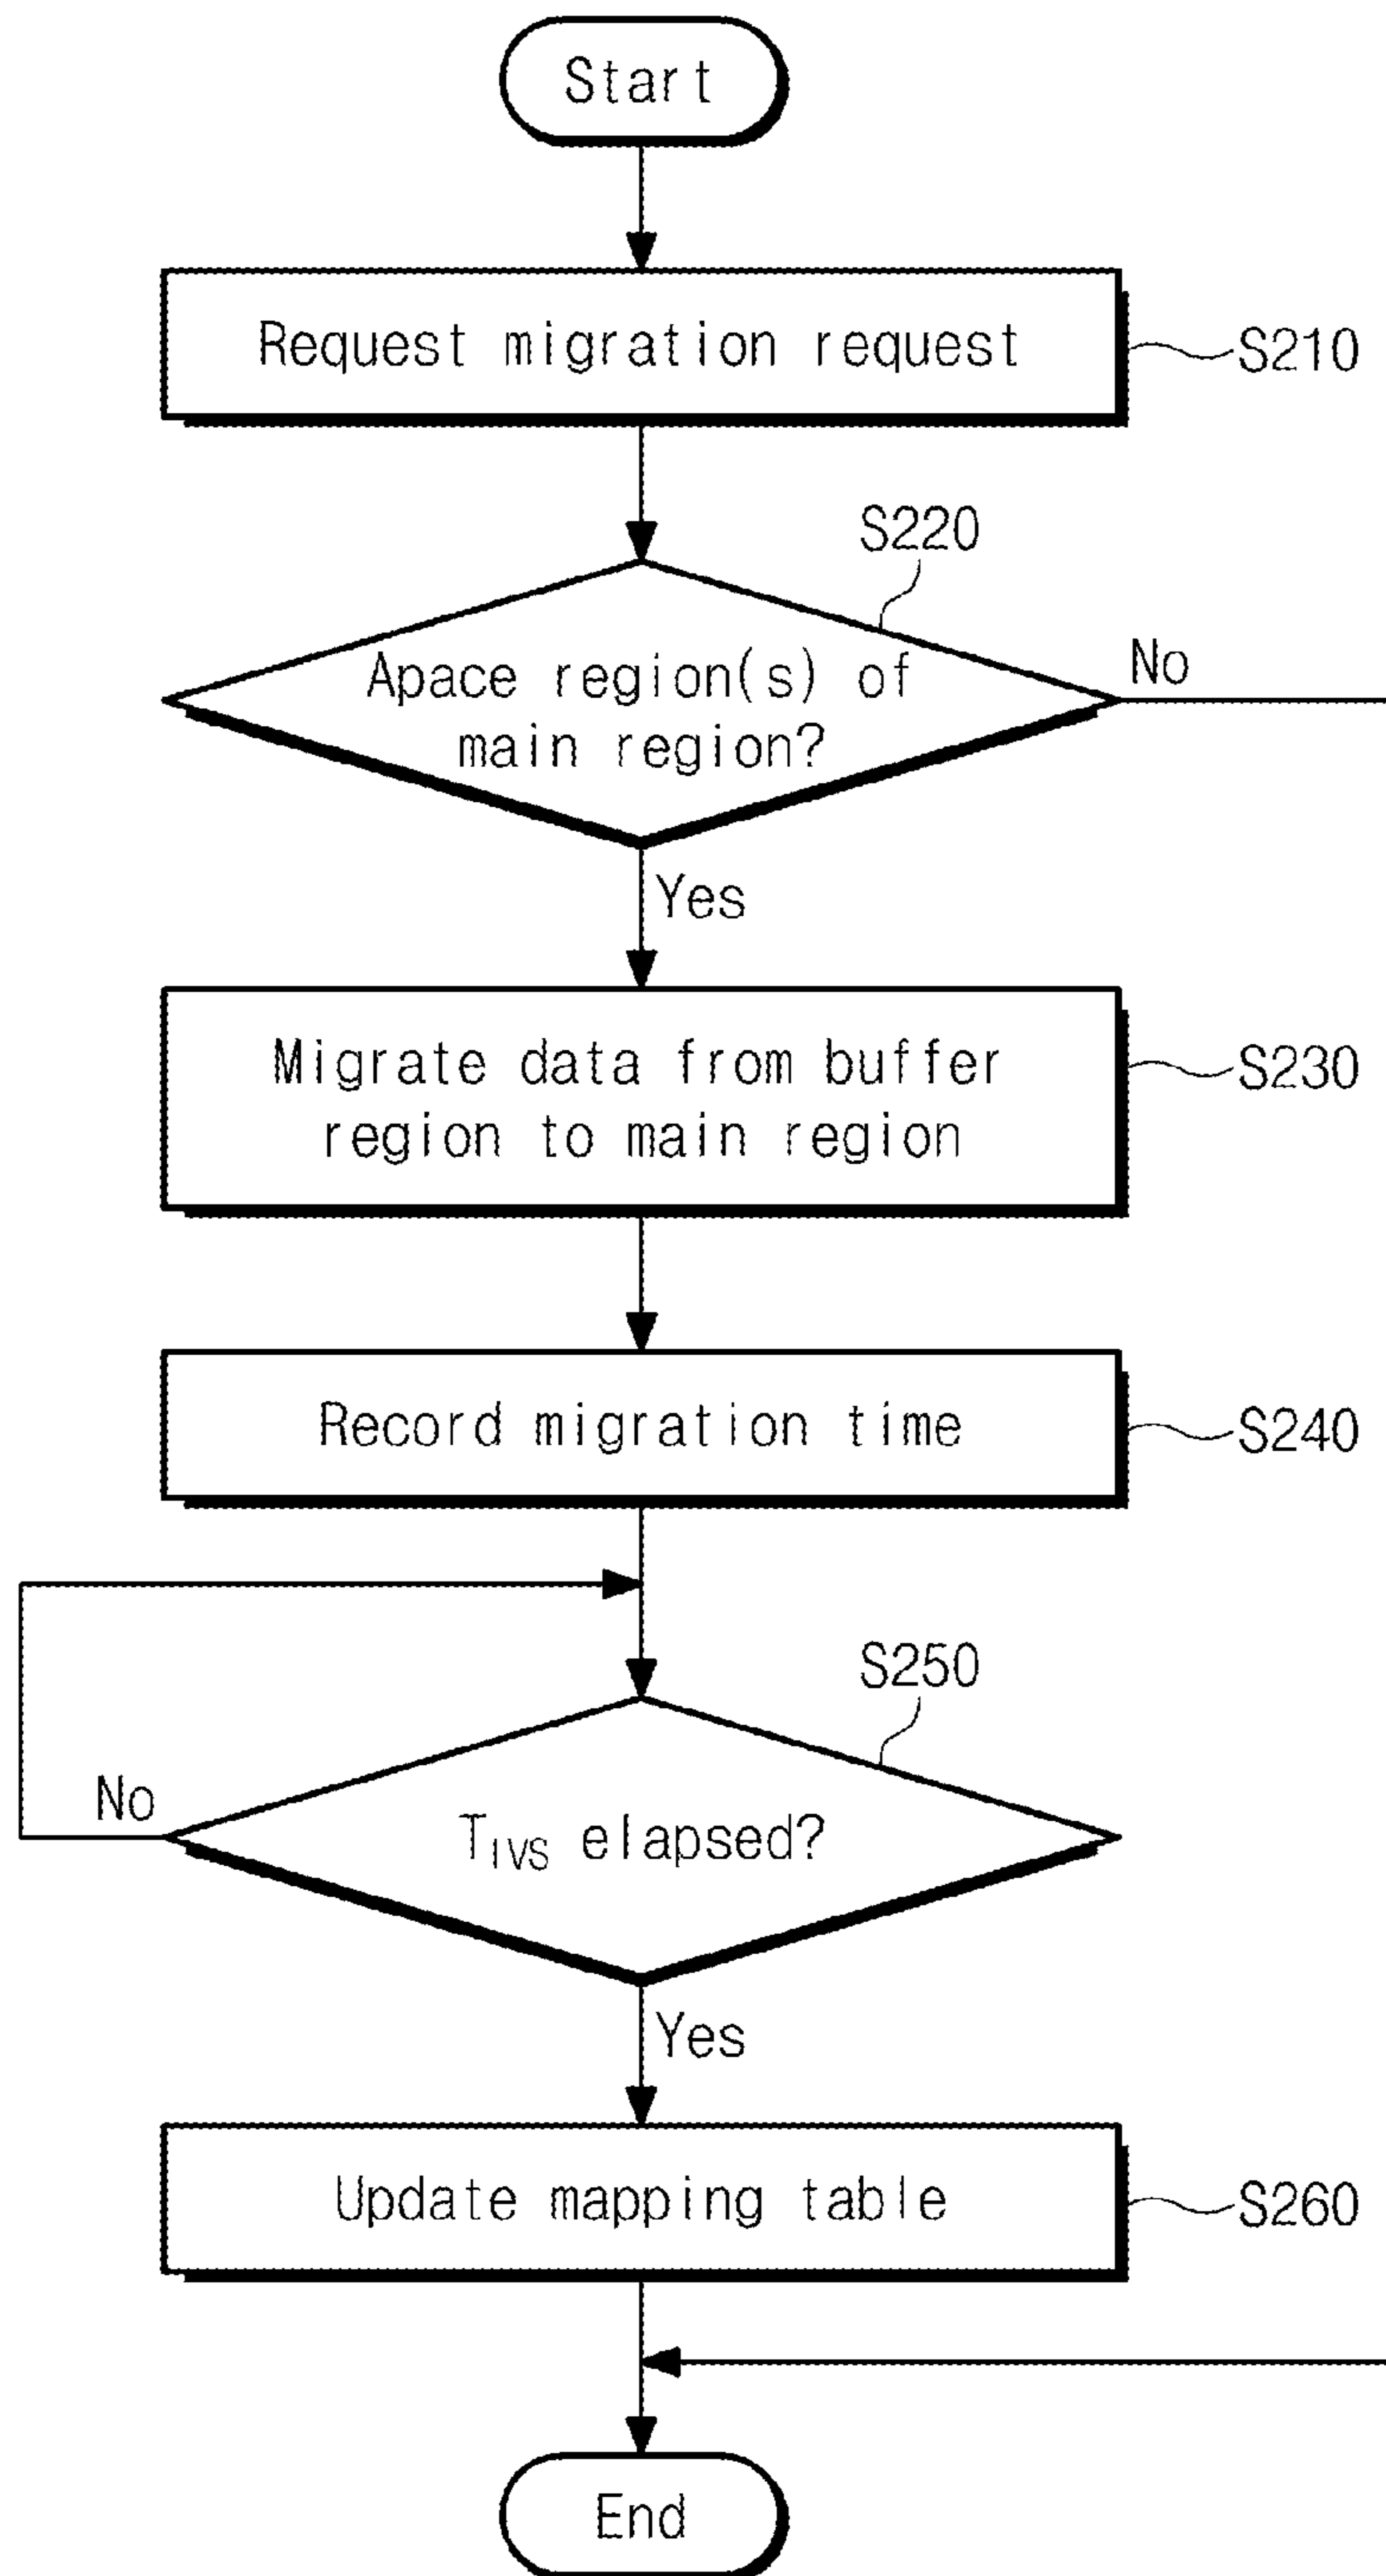 Start
Request migration request
S210
S220
Apace region(s) of
main region?
No
Yes
Migrate data from buffer
region to main region
S230
Record migration time
S240
S250
No
TIVS elapsed?
Yes
Update mapping table
S260
End